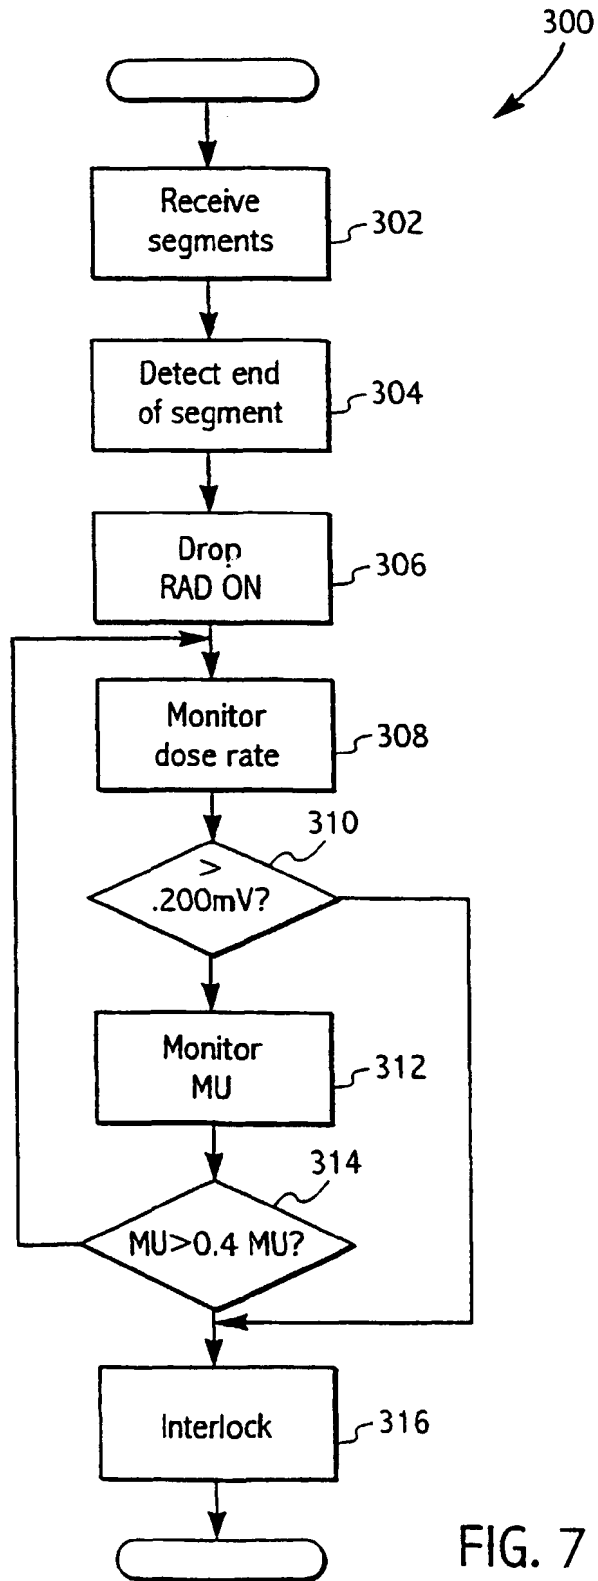 300
Receive
segments
302
Detect end
of segment
304
Drop
RAD ON
306
Monitor
dose rate
308
310
>
.200mV?
Monitor
MU
312
314
MU>0.4 MU?
Interlock
316
FIG. 7